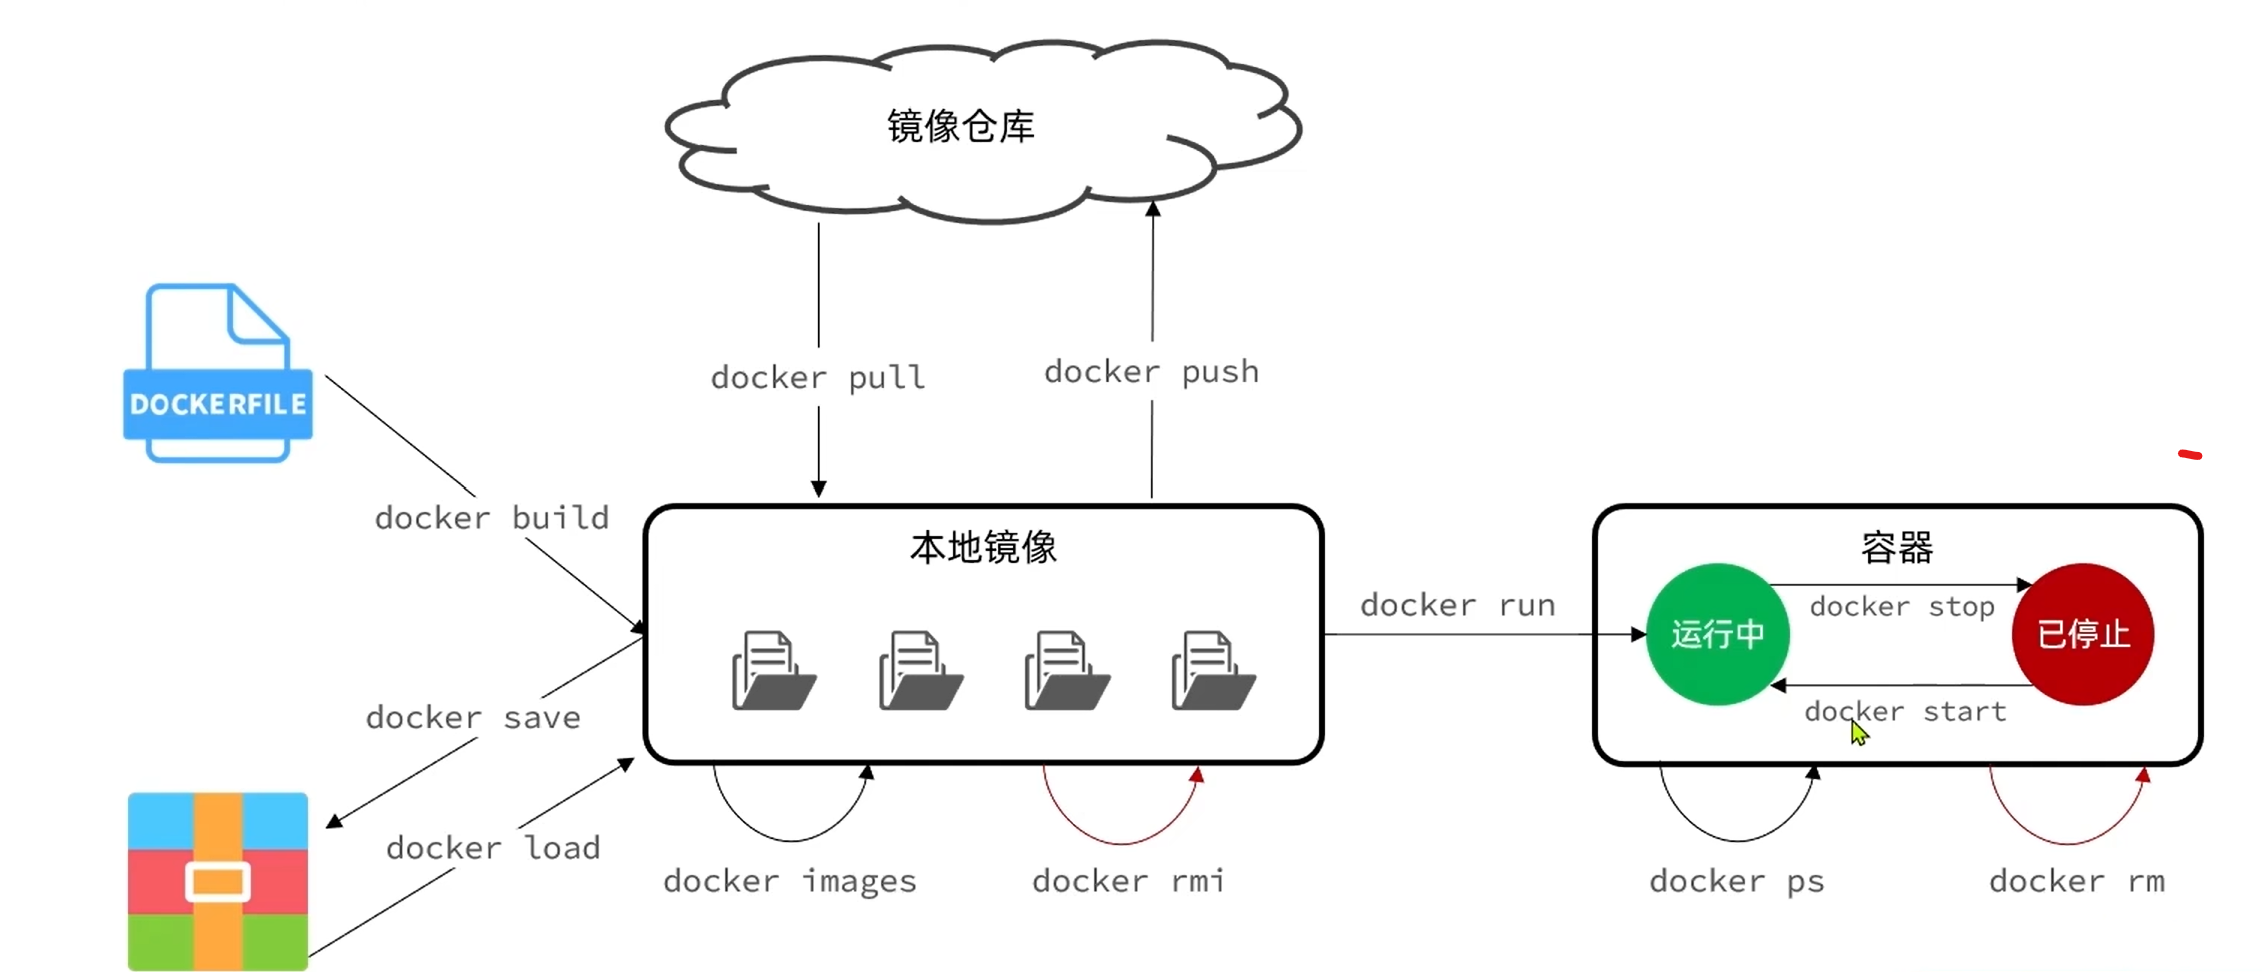 镜像仓库
docker pull
docker push
DOCKERFILE
docker build
本地镜像
容器
docker run
运行中
docker stop
已停止
docker start
docker save
docker load
docker images
docker rmi
docker ps
docker rm